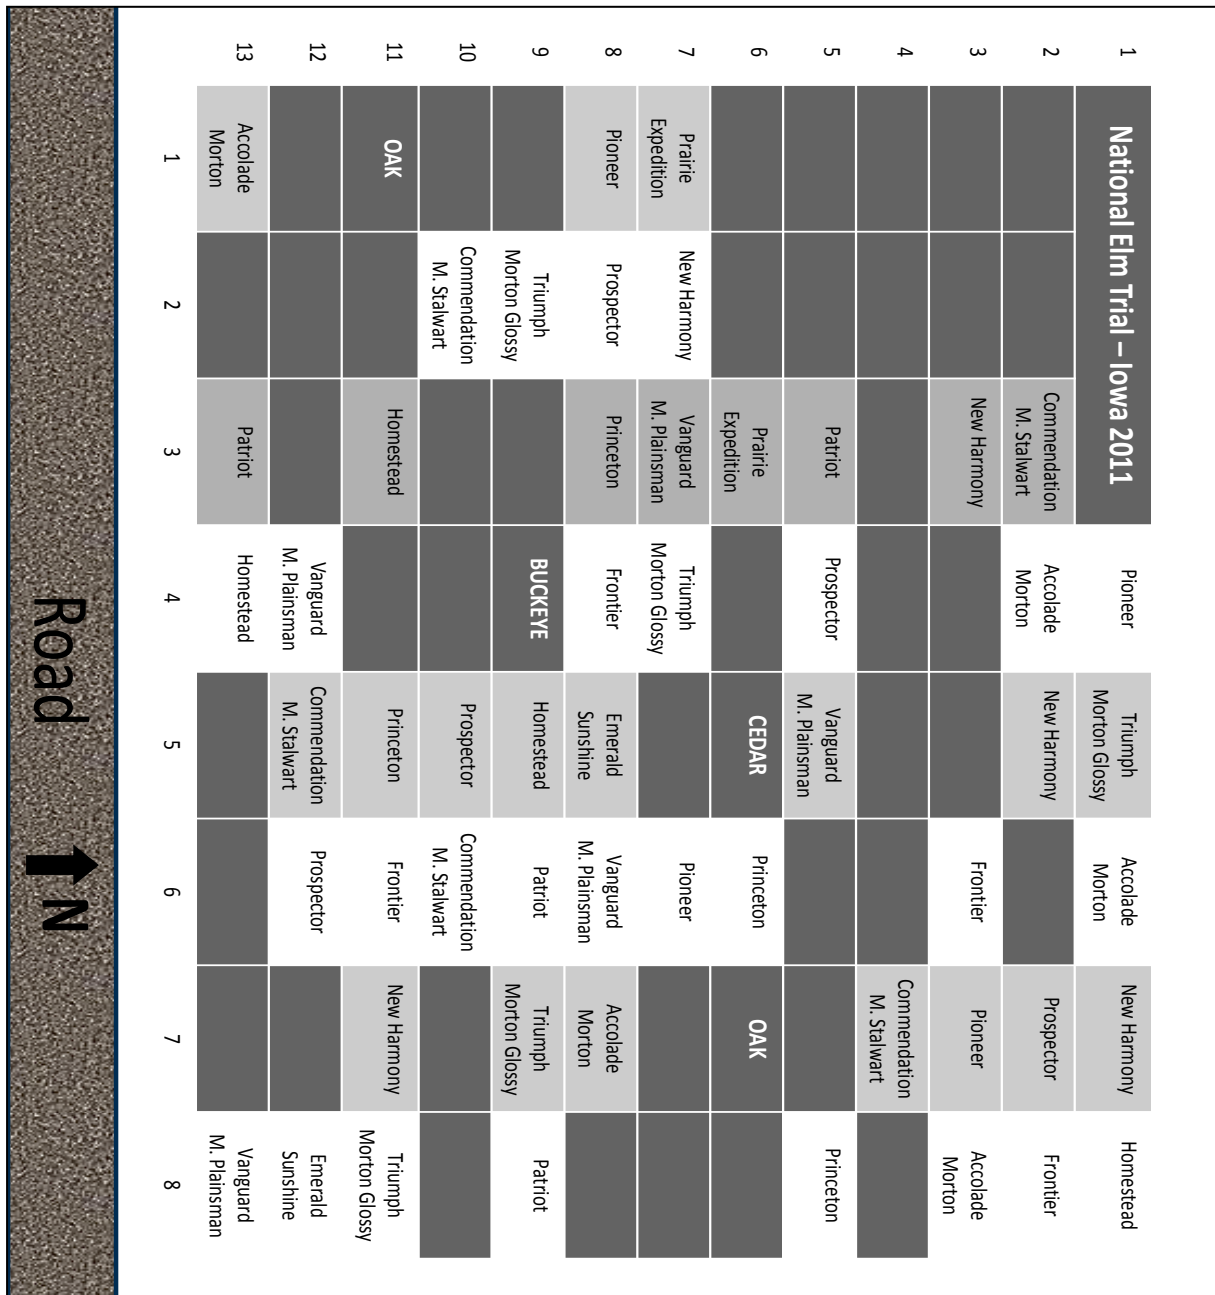 National Elm Trial – Iowa 2011
1
Pioneer
Triumph
Morton Glossy
Accolade
Morton
New Harmony
Homestead
2
Commendation
M. Stalwart
Accolade
Morton
New Harmony
Prospector
Frontier
3
New Harmony
Frontier
Pioneer
Accolade
Morton
4
Commendation
M. Stalwart
5
Patriot
Prospector
Vanguard
M. Plainsman
Princeton
6
Prairie
Expedition
CEDAR
Princeton
OAK
7
Prairie
Expedition
New Harmony
Vanguard
M. Plainsman
Triumph
Morton Glossy
Pioneer
8
Pioneer
Prospector
Princeton
Frontier
Emerald
Sunshine
Vanguard
M. Plainsman
Accolade
Morton
9
Triumph
Morton Glossy
BUCKEYE
Homestead
Patriot
Triumph
Morton Glossy
Patriot
10
Commendation
M. Stalwart
Prospector
Commendation
M. Stalwart
11
OAK
Homestead
Princeton
Frontier
New Harmony
Triumph
Morton Glossy
12
Vanguard
M. Plainsman
Commendation
M. Stalwart
Prospector
Emerald
Sunshine
13
Accolade
Morton
Patriot
Homestead
Vanguard
M. Plainsman
1 2 3 4 5 6 7 8
Road
N